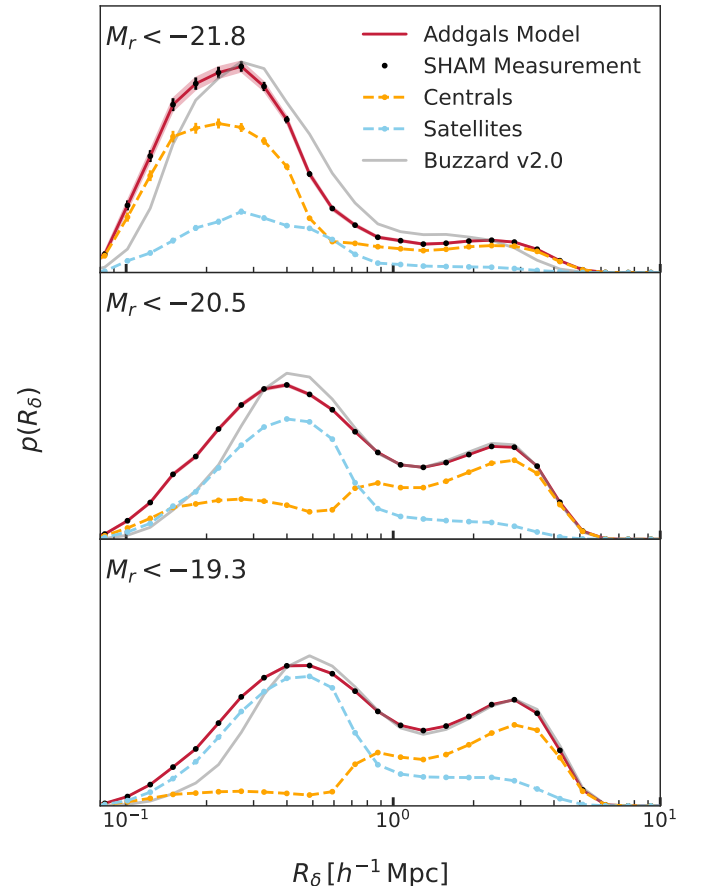 M_r < −21.8
Addgals Model
SHAM Measurement
Centrals
Satellites
Buzzard v2.0
M_r < −20.5
p(R_δ)
M_r < −19.3
10^−1 10^0 10^1
R_δ [h^−1 Mpc]